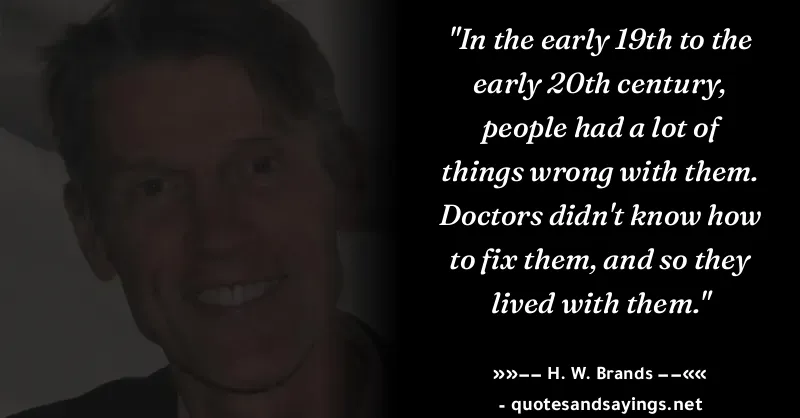 "In the early 19th to the
early 20th century,
people had a lot of
things wrong with them.
Doctors didn't know how
to fix them, and so they
lived with them."
»»−− H. W. Brands −−««
- quotesandsayings.net